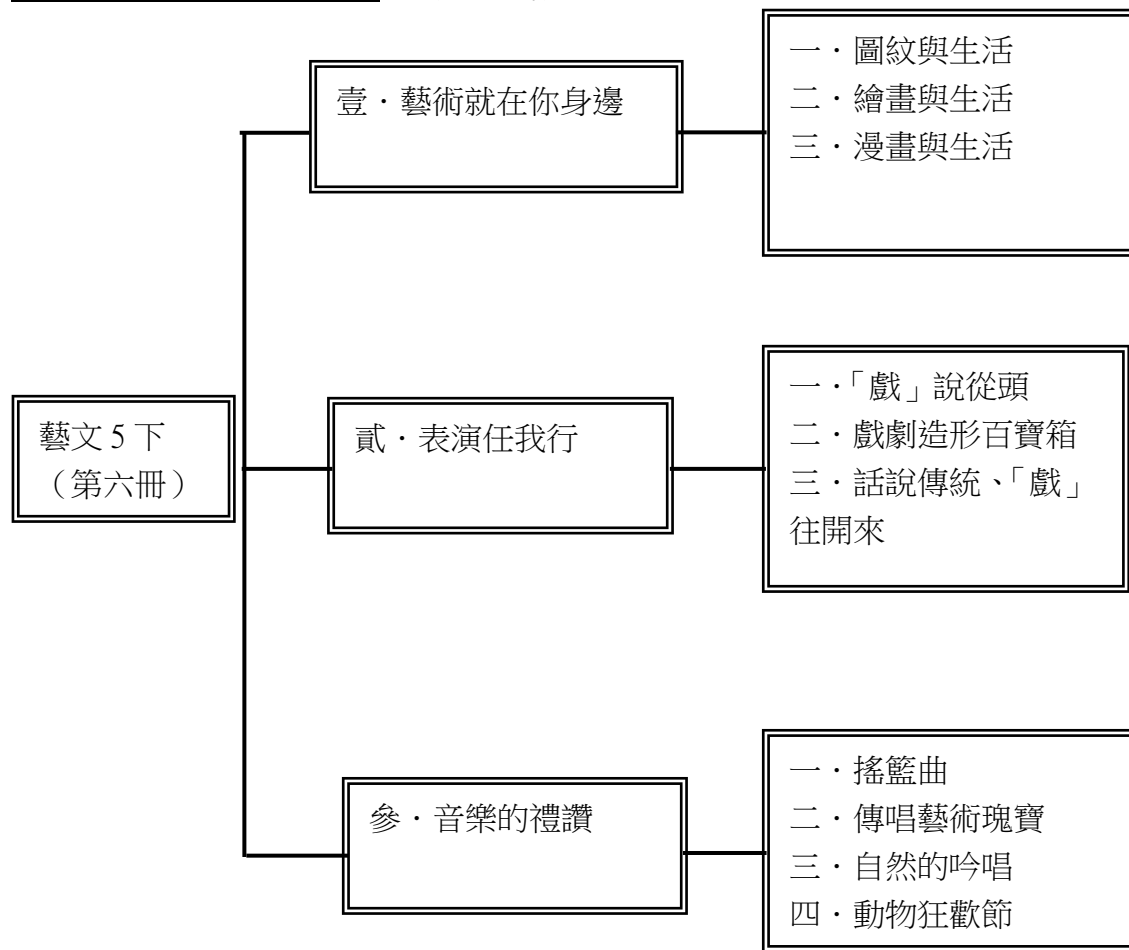 壹．藝術就在你身邊
一．圖紋與生活
二．繪畫與生活
三．漫畫與生活
藝文 5 下
（第六冊）
貳．表演任我行
一．「戲」說從頭
二．戲劇造形百寶箱
三．話說傳統、「戲」
往開來
參．音樂的禮讚
一．搖籃曲
二．傳唱藝術瑰寶
三．自然的吟唱
四．動物狂歡節